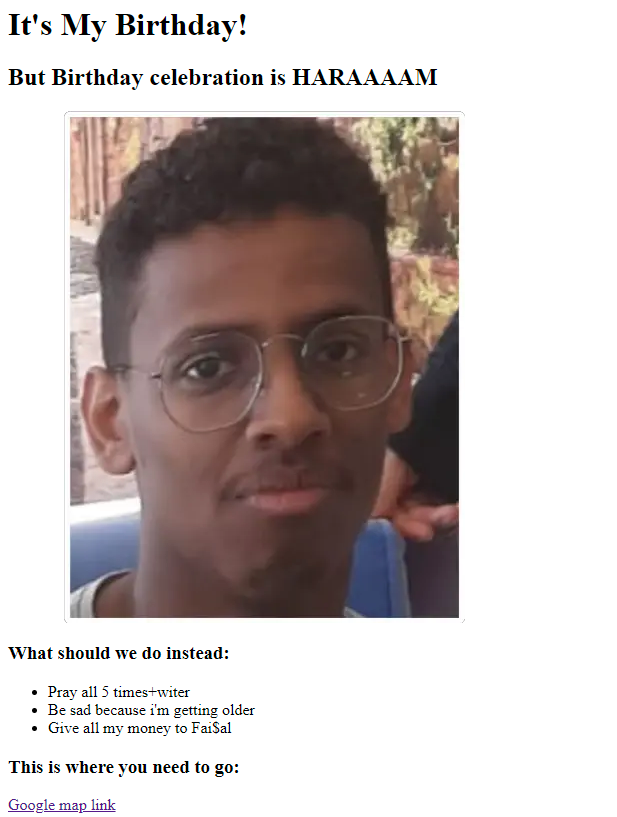 It's My Birthday!
But Birthday celebration is HARAAAAM
What should we do instead:
Pray all 5 times+witer
Be sad because i'm getting older
Give all my money to Fai$al
This is where you need to go:
Google map link